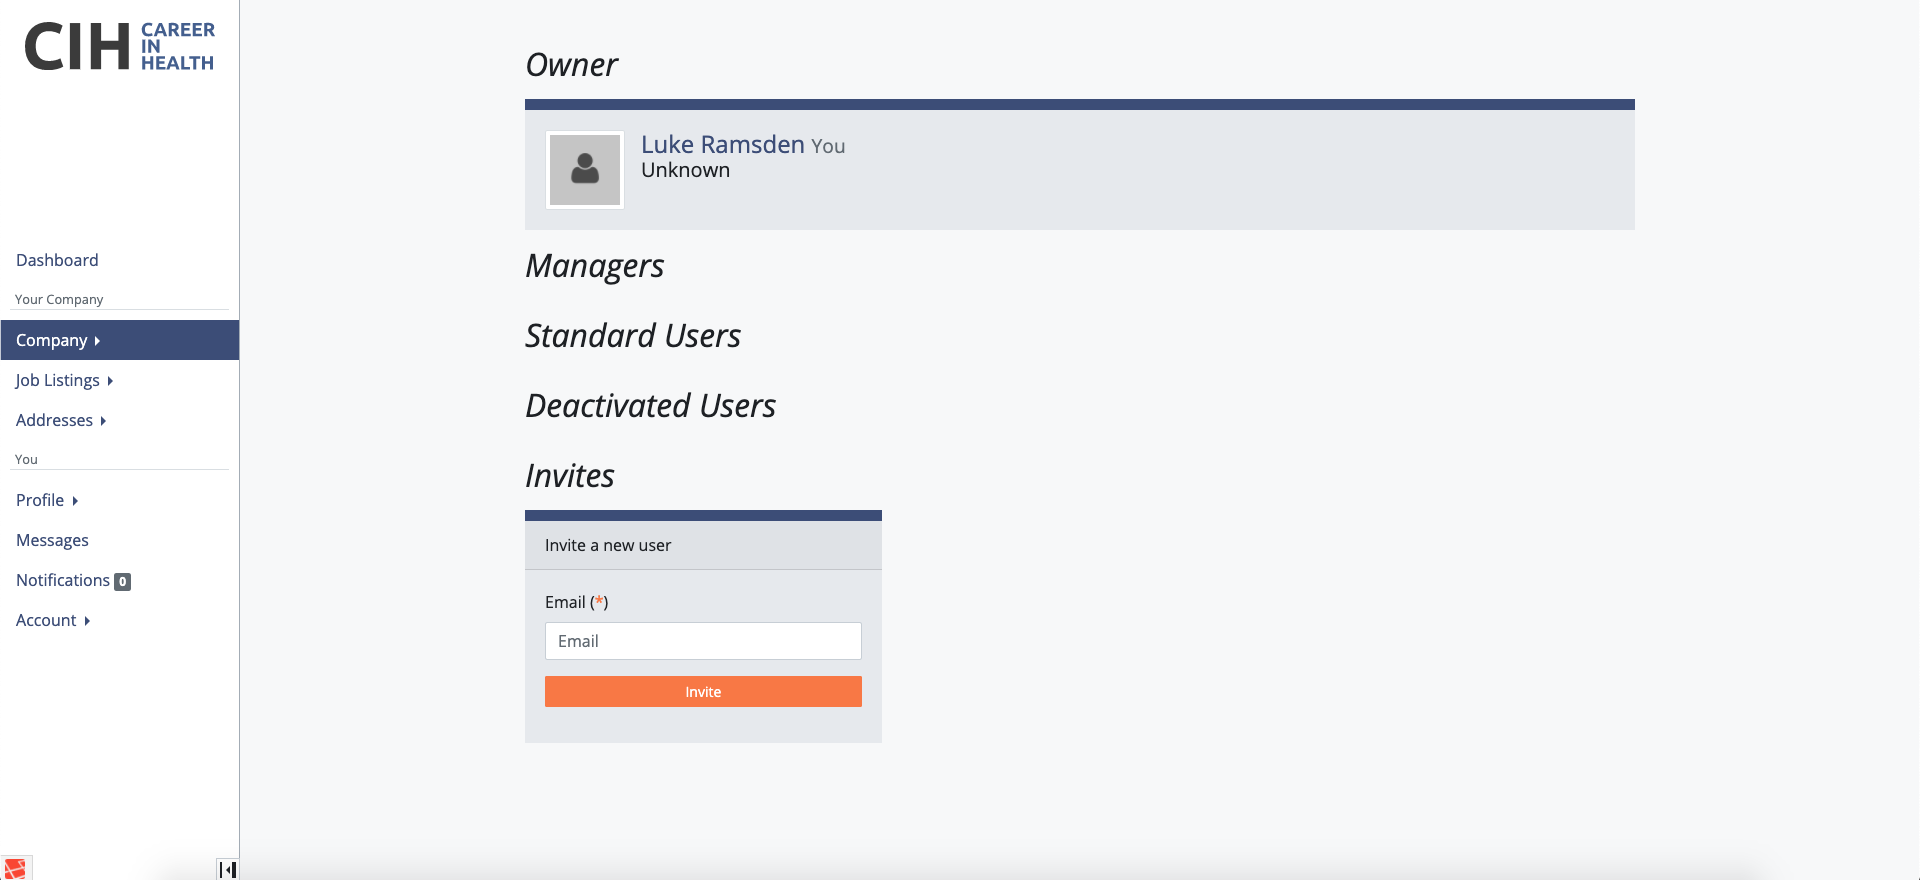 CIH CAREER
IN
HEALTH
Dashboard
Your Company
Company
Job Listings
Addresses
You
Profile
Messages
Notifications 0
Account
Owner
Luke Ramsden You
Unknown
Managers
Standard Users
Deactivated Users
Invites
Invite a new user
Email (*)
Email
Invite